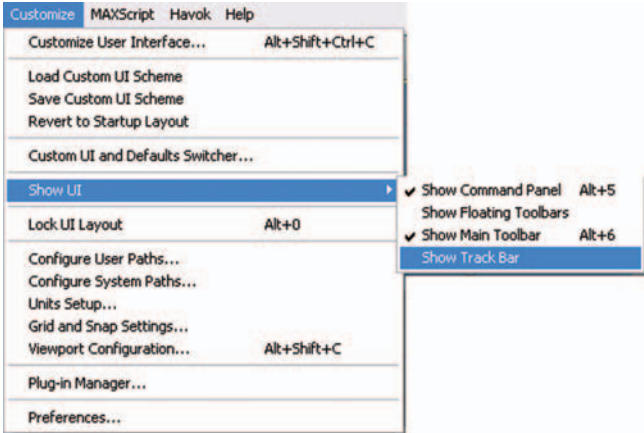 Customize MAXScript Havok Help
Customize User Interface... Alt+Shift+Ctrl+C
Load Custom UI Scheme
Save Custom UI Scheme
Revert to Startup Layout
Custom UI and Defaults Switcher...
Show UI
Lock UI Layout Alt+0
Configure User Paths...
Configure System Paths...
Units Setup...
Grid and Snap Settings...
Viewport Configuration... Alt+Shift+C
Plug-in Manager...
Preferences...
Show Command Panel Alt+5
Show Floating Toolbars
Show Main Toolbar Alt+6
Show Track Bar